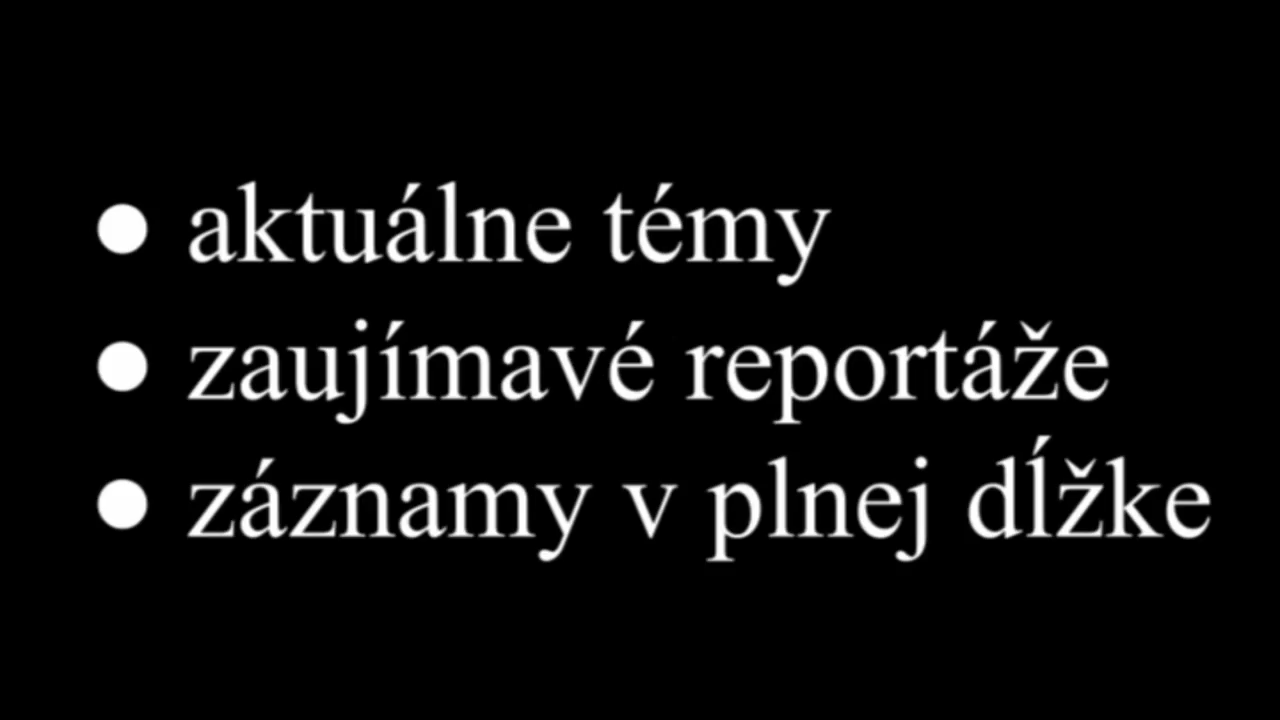 ● aktuálne témy
● zaujímavé reportáže
● záznamy v plnej dĺžke